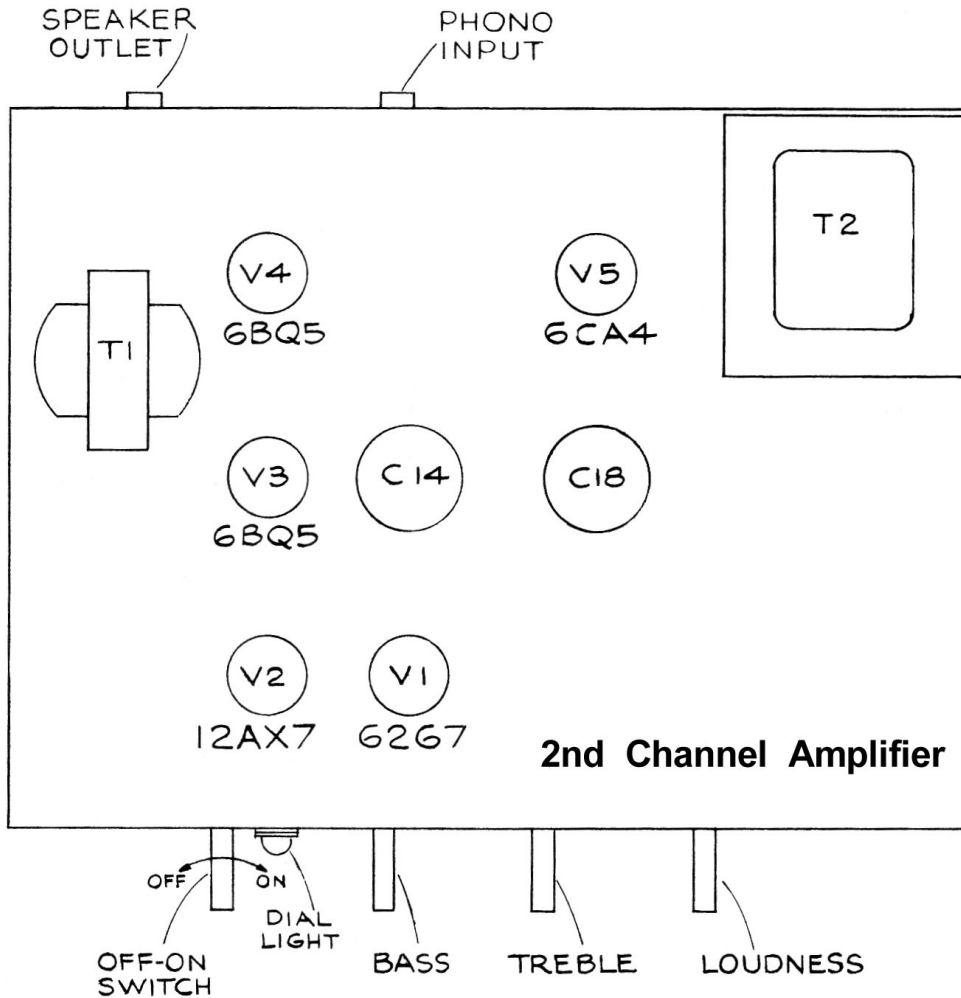 SPEAKER
OUTLET
PHONO
INPUT
T2
V4
6BQ5
V5
6CA4
T1
V3
6BQ5
C14
C18
V2
12AX7
V1
6267
2nd Channel Amplifier
OFF
ON
DIAL
LIGHT
OFF-ON
SWITCH
BASS
TREBLE
LOUDNESS